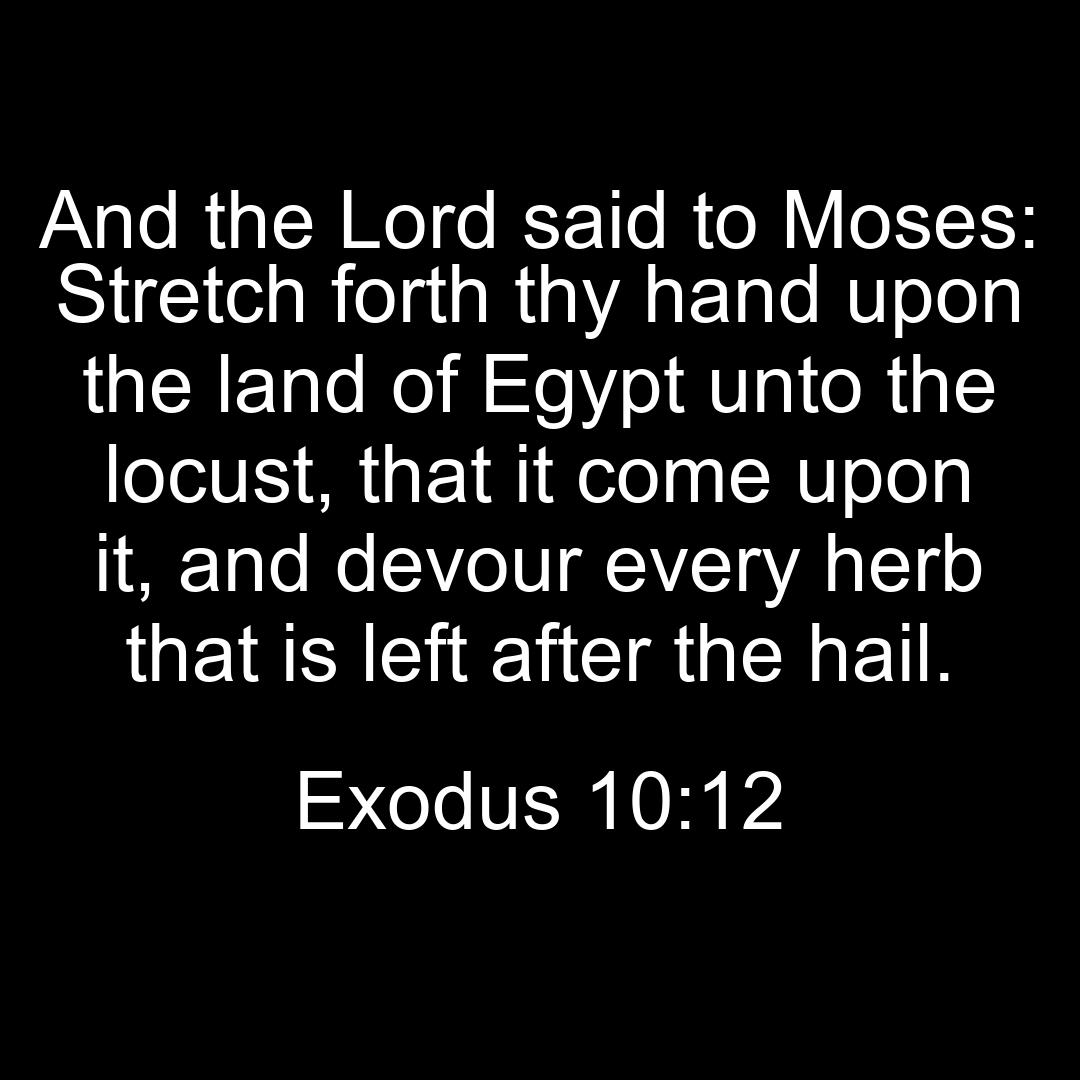 And the Lord said to Moses:
Stretch forth thy hand upon
the land of Egypt unto the
locust, that it come upon
it, and devour every herb
that is left after the hail.
Exodus 10:12